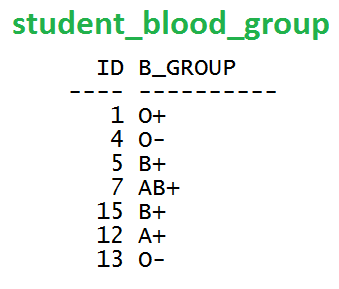 student_blood_group
ID B_GROUP
---- ----------
1 O+
4 O-
5 B+
7 AB+
15 B+
12 A+
13 O-